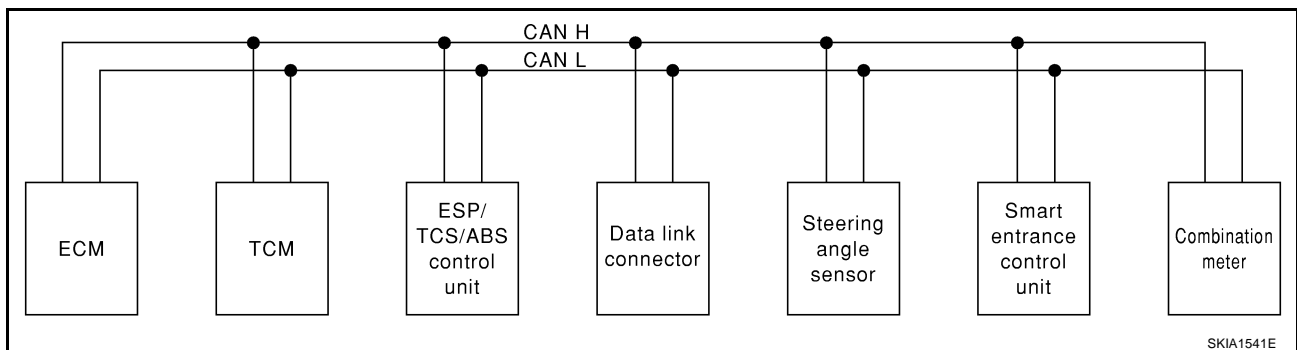 CAN H
CAN L
ECM
TCM
ESP/
TCS/ABS
control
unit
Data link
connector
Steering
angle
sensor
Smart
entrance
control
unit
Combination
meter
SKIA1541E